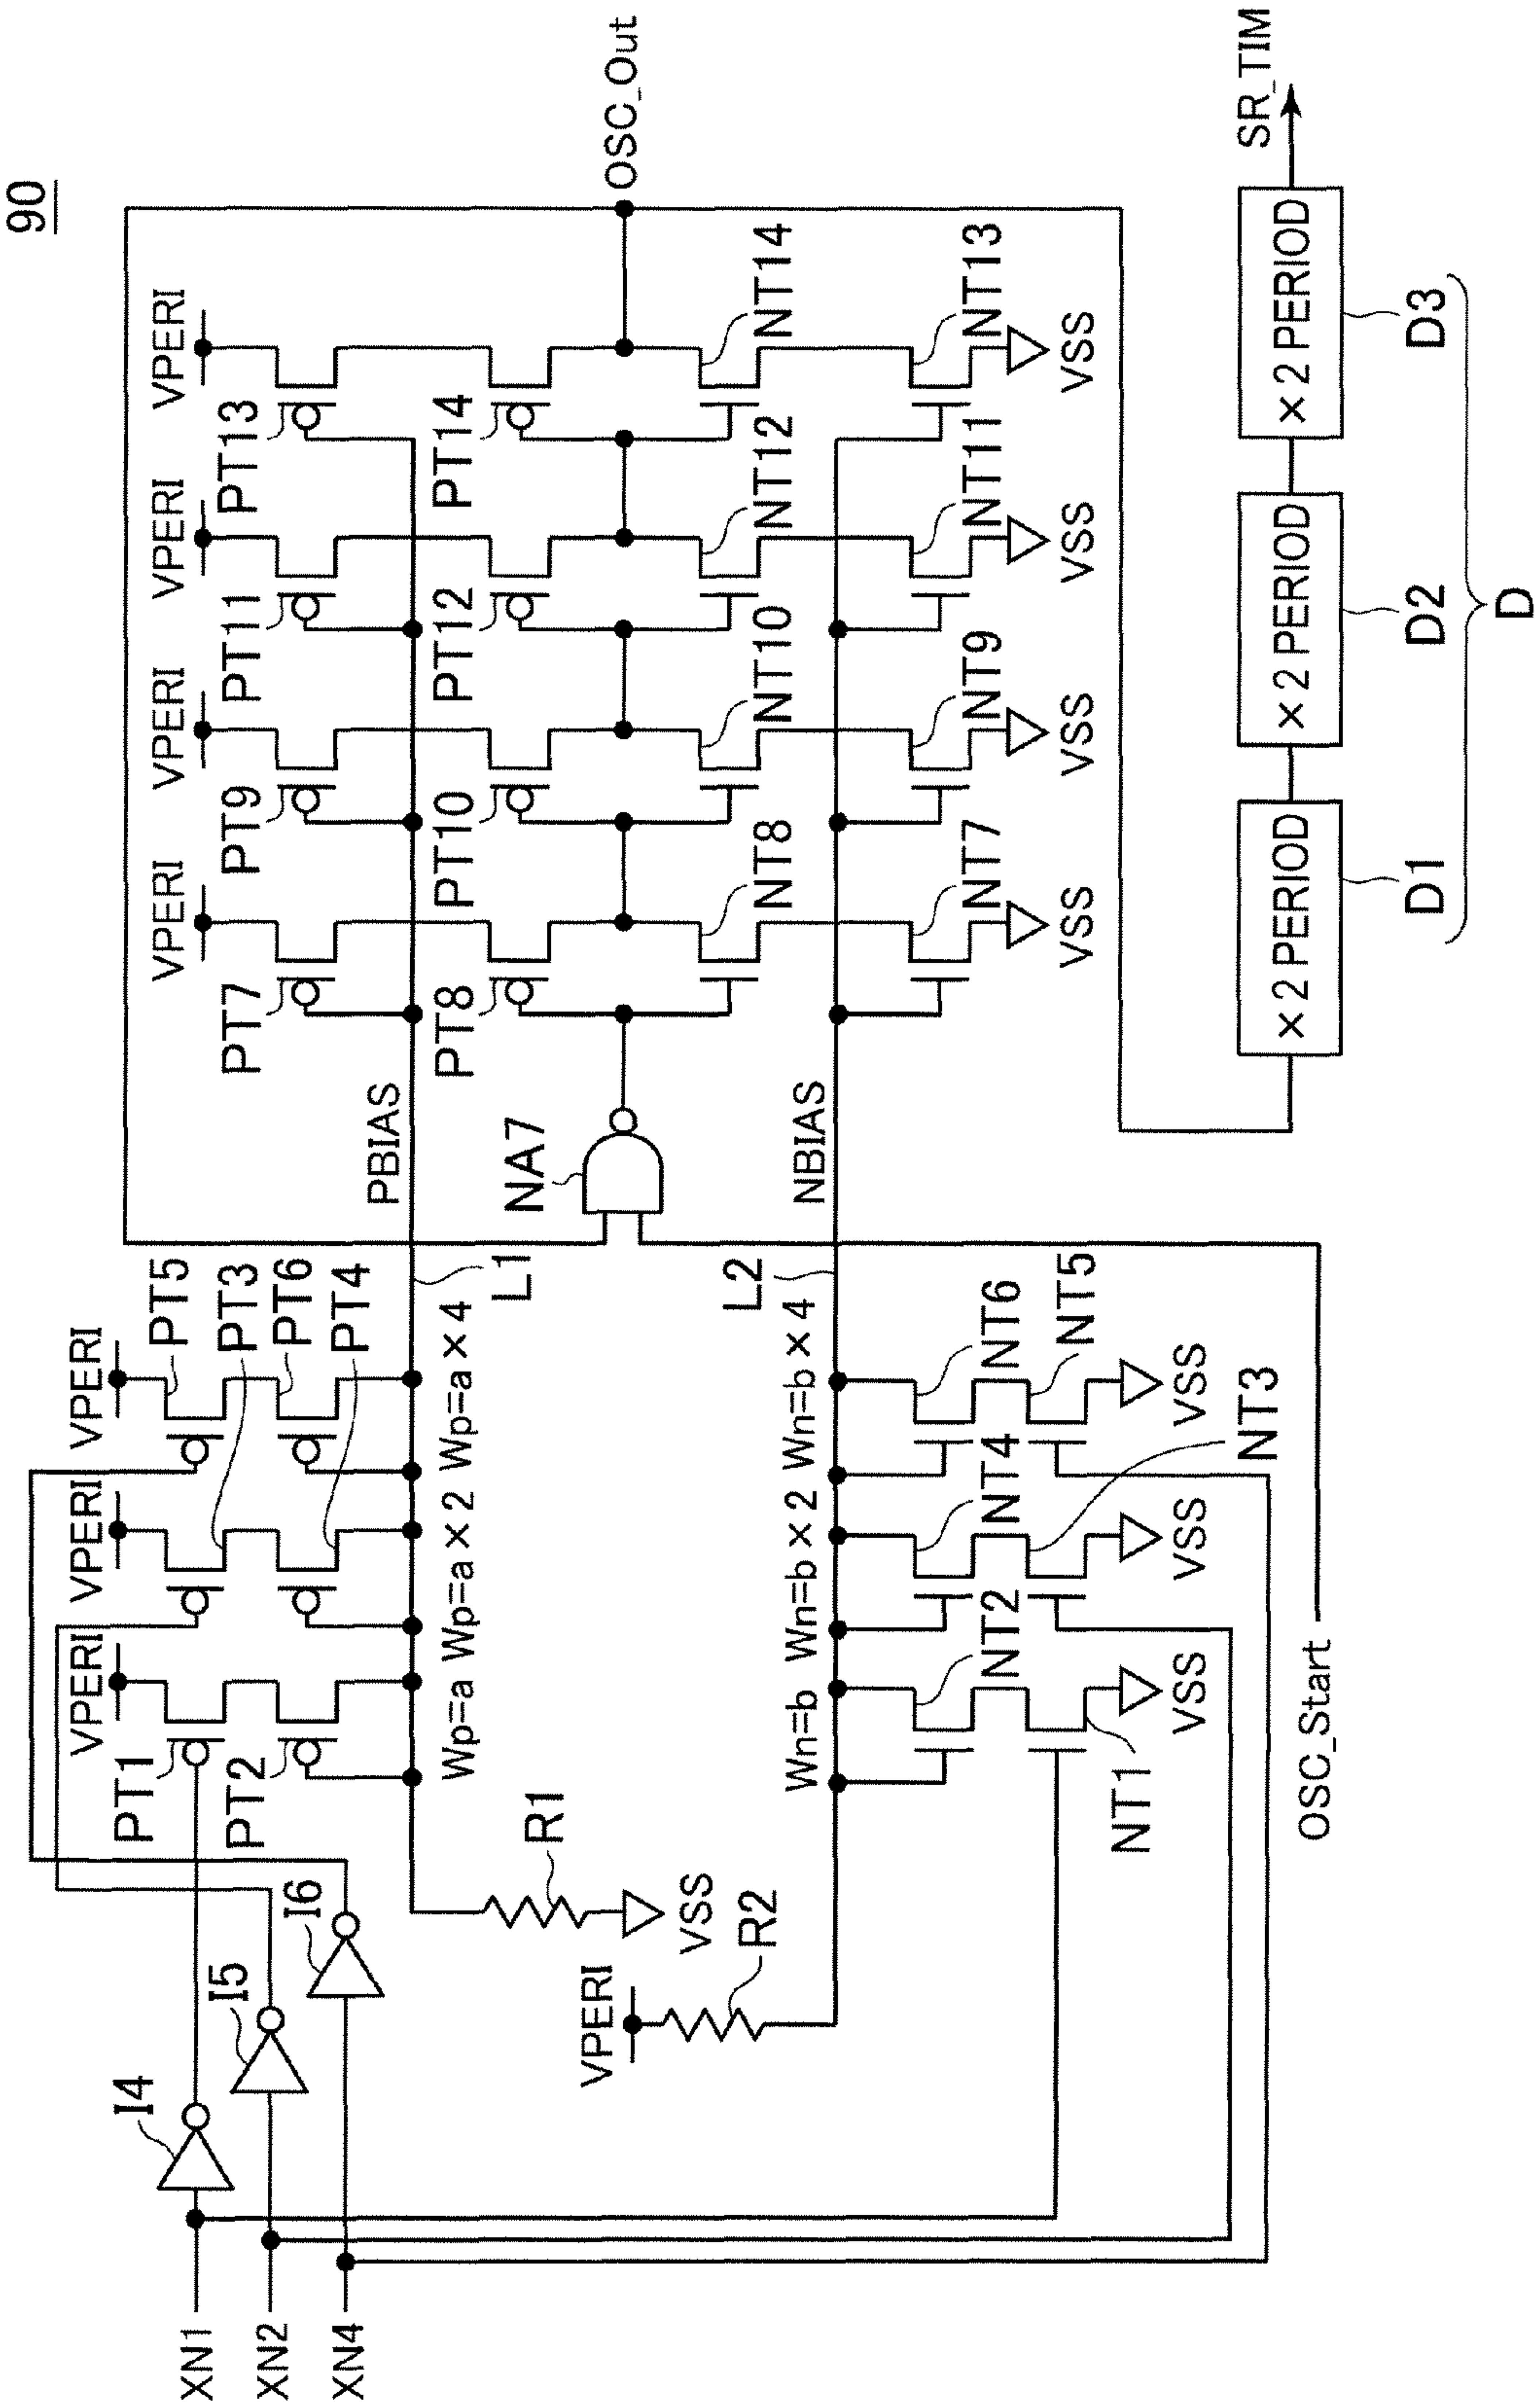 90
XN1
XN2
XN4
I4
I5
I6
VPERI
VPERI
VPERI
PT1
PT2
PT5
PT3
PT6
PT4
Wp=a
Wp=a×2
Wp=a×4
L1
PBIAS
R1
VSS
VPERI
R2
NA7
NBIAS
L2
Wn=b
Wn=b×2
Wn=b×4
NT2
NT4
NT6
NT1
NT3
NT5
VSS
VSS
VSS
OSC_Start
VPERI
VPERI
VPERI
VPERI
PT7
PT9
PT11
PT13
PT8
PT10
PT12
PT14
OSC_Out
NT8
NT10
NT12
NT14
NT7
NT9
NT11
NT13
VSS
VSS
VSS
VSS
×2 PERIOD
×2 PERIOD
×2 PERIOD
SR_TIM
D1
D2
D3
D